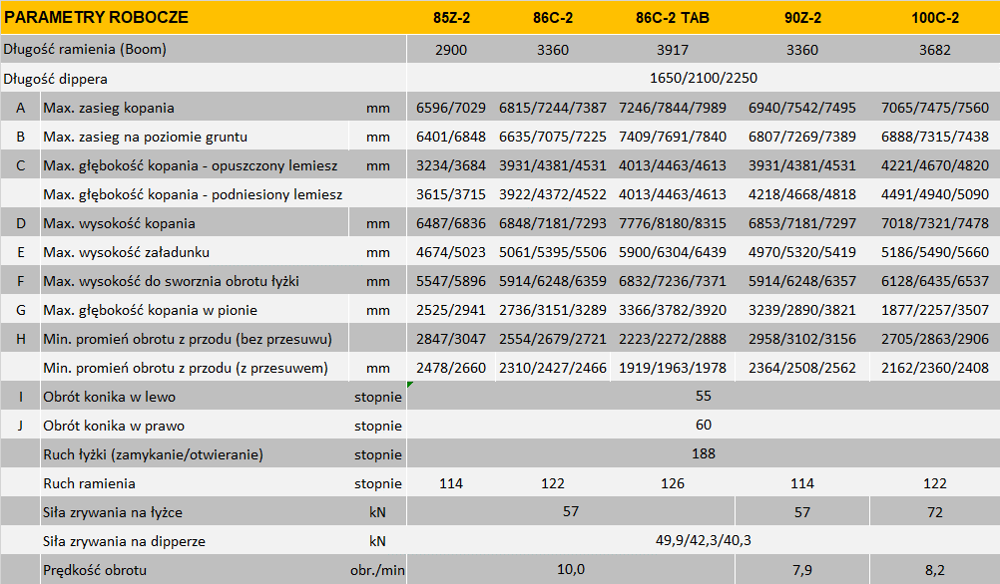 PARAMETRY ROBOCZE 85Z-2 86C-2 86C-2 TAB 90Z-2 100C-2
Długość ramienia (Boom) 2900 3360 3917 3360 3682
Długość dippera 1650/2100/2250
A Max. zasieg kopania mm 6596/7029 6815/7244/7387 7246/7844/7989 6940/7542/7495 7065/7475/7560
B Max. zasieg na poziomie gruntu mm 6401/6848 6635/7075/7225 7409/7691/7840 6807/7269/7389 6888/7315/7438
C Max. głębokość kopania - opuszczony lemiesz mm 3234/3684 3931/4381/4531 4013/4463/4613 3931/4381/4531 4221/4670/4820
Max. głębokość kopania - podniesiony lemiesz 3615/3715 3922/4372/4522 4013/4463/4613 4218/4668/4818 4491/4940/5090
D Max. wysokość kopania mm 6487/6836 6848/7181/7293 7776/8180/8315 6853/7181/7297 7018/7321/7478
E Max. wysokość załadunku mm 4674/5023 5061/5395/5506 5900/6304/6439 4970/5320/5419 5186/5490/5660
F Max. wysokość do sworznia obrotu łyżki mm 5547/5896 5914/6248/6359 6832/7236/7371 5914/6248/6357 6128/6435/6537
G Max. głębokość kopania w pionie mm 2525/2941 2736/3151/3289 3366/3782/3920 3239/2890/3821 1877/2257/3507
H Min. promień obrotu z przodu (bez przesuwu) 2847/3047 2554/2679/2721 2223/2272/2888 2958/3102/3156 2705/2863/2906
Min. promień obrotu z przodu (z przesuwem) mm 2478/2660 2310/2427/2466 1919/1963/1978 2364/2508/2562 2162/2360/2408
I Obrót konika w lewo stopnie 55
J Obrót konika w prawo stopnie 60
Ruch łyżki (zamykanie/otwieranie) stopnie 188
Ruch ramienia stopnie 114 122 126 114 122
Siła zrywania na łyżce kN 57 57 72
Siła zrywania na dipperze kN 49,9/42,3/40,3
Prędkość obrotu obr./min 10,0 7,9 8,2